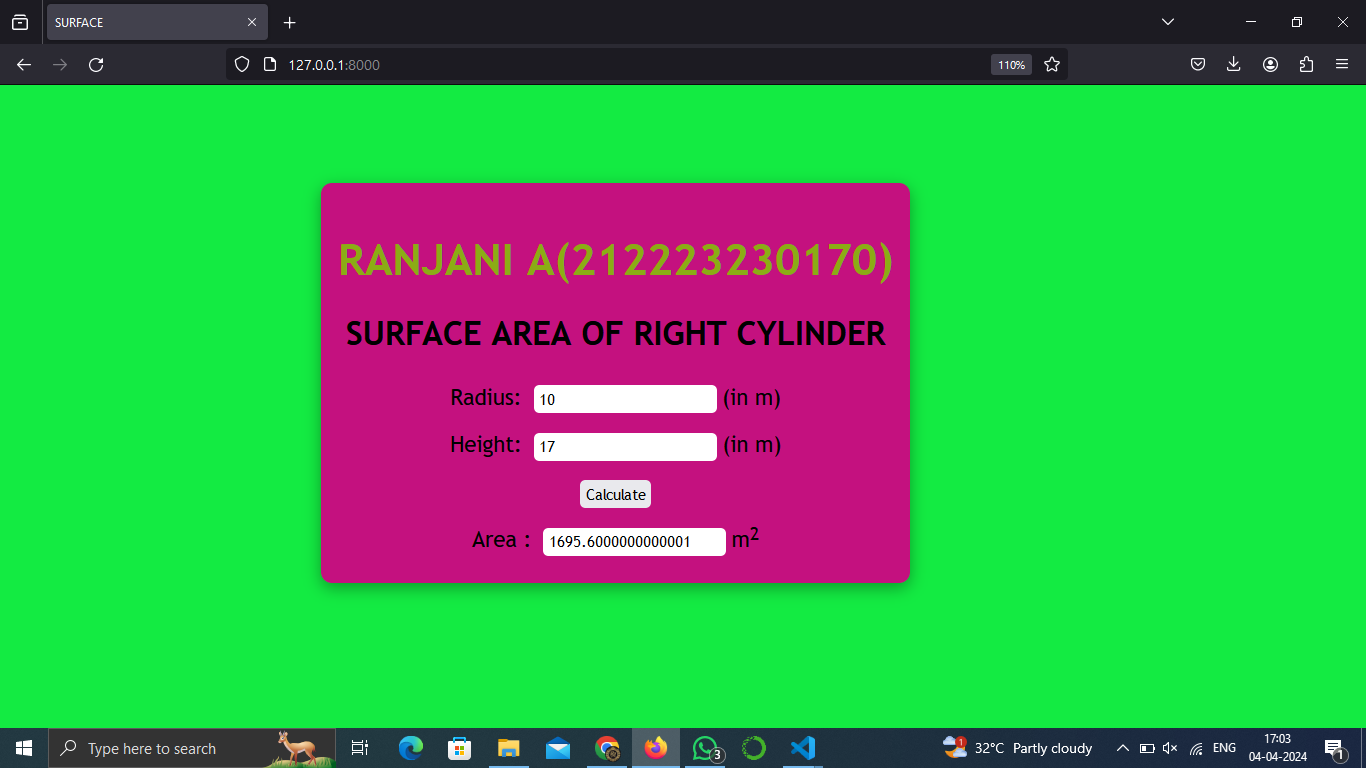 SURFACE
127.0.0.1:8000
110%
RANJANI A(212223230170)
SURFACE AREA OF RIGHT CYLINDER
Radius: 10 (in m)
Height: 17 (in m)
Calculate
Area : 1695.6000000000001 m2
Type here to search
3
1
32°C Partly cloudy
ENG
17:03
04-04-2024
1